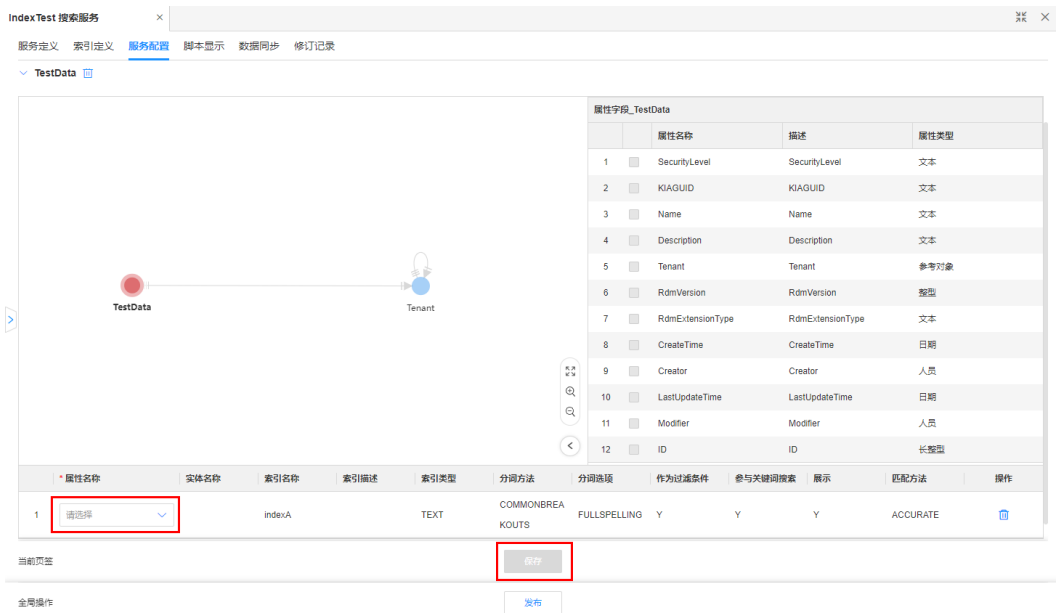 IndexTest 搜索服务
服务定义 索引定义 服务配置 脚本显示 数据同步 修订记录
TestData
TestData
Tenant
属性字段_TestData
属性名称 描述 属性类型
1 SecurityLevel SecurityLevel 文本
2 KIAGUID KIAGUID 文本
3 Name Name 文本
4 Description Description 文本
5 Tenant Tenant 参考对象
6 RdmVersion RdmVersion 整型
7 RdmExtensionType RdmExtensionType 文本
8 CreateTime CreateTime 日期
9 Creator Creator 人员
10 LastUpdateTime LastUpdateTime 日期
11 Modifier Modifier 人员
12 ID ID 长整型
* 属性名称 实体名称 索引名称 索引描述 索引类型 分词方法 分词选项 作为过滤条件 参与关键词搜索 展示 匹配方法 操作
1 请选择 indexA TEXT COMMONBREA
KOUTS FULLSPELLING Y Y Y ACCURATE
当前页签 保存
全局操作 发布